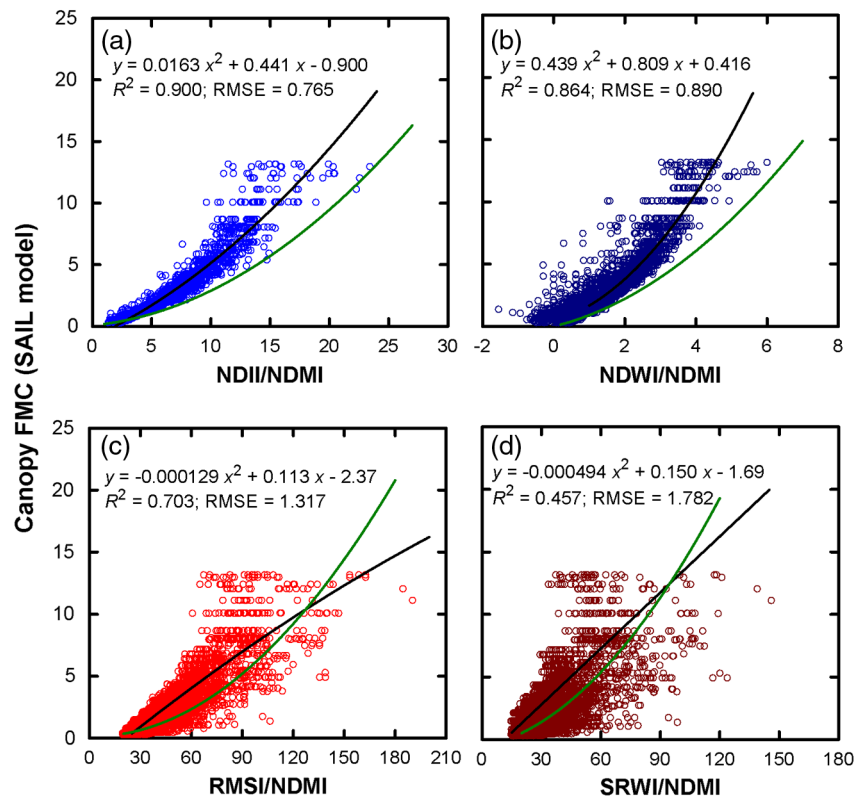 Canopy FMC (SAIL model)
(a)
y = 0.0163 x² + 0.441 x - 0.900
R² = 0.900; RMSE = 0.765
25
20
15
10
5
0
0 5 10 15 20 25 30
NDII/NDMI
(b)
y = 0.439 x² + 0.809 x + 0.416
R² = 0.864; RMSE = 0.890
-2 0 2 4 6 8
NDWI/NDMI
(c)
y = -0.000129 x² + 0.113 x - 2.37
R² = 0.703; RMSE = 1.317
25
20
15
10
5
0
0 30 60 90 120 150 180 210
RMSI/NDMI
(d)
y = -0.000494 x² + 0.150 x - 1.69
R² = 0.457; RMSE = 1.782
0 30 60 90 120 150 180
SRWI/NDMI